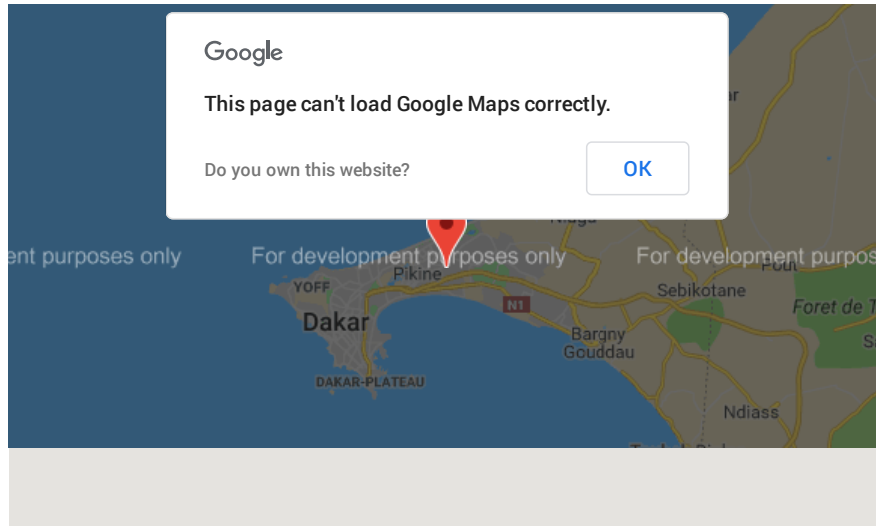 Google
This page can't load Google Maps correctly.
Do you own this website?
OK
ent purposes only
For development purposes only
For development purpos
Pikine
YOFF
Sebikotane
N1
Foret de T
Dakar
Bargny
Gouddau
DAKAR-PLATEAU
Ndiass